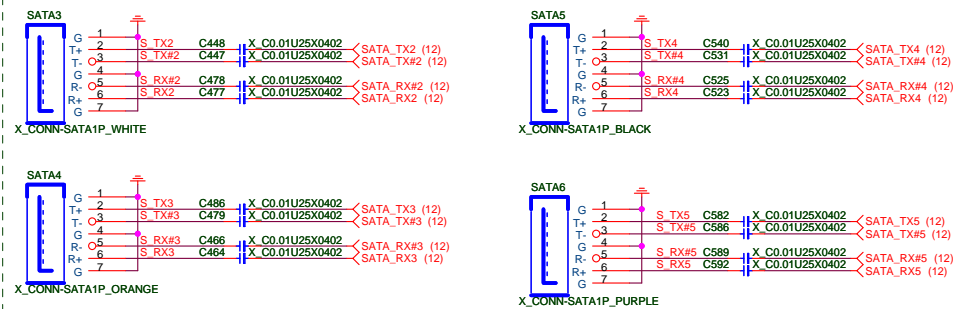 SATA3
G 1
T+ 2 S_TX2 C448 X_C0.01U25X0402 SATA_TX2 (12)
T- 3 S_TX#2 C447 X_C0.01U25X0402 SATA_TX#2 (12)
G 4
R- 5 S_RX#2 C478 X_C0.01U25X0402 SATA_RX#2 (12)
R+ 6 S_RX2 C477 X_C0.01U25X0402 SATA_RX2 (12)
G 7
X_CONN-SATA1P_WHITE
SATA5
G 1
T+ 2 S_TX4 C540 X_C0.01U25X0402 SATA_TX4 (12)
T- 3 S_TX#4 C531 X_C0.01U25X0402 SATA_TX#4 (12)
G 4
R- 5 S_RX#4 C525 X_C0.01U25X0402 SATA_RX#4 (12)
R+ 6 S_RX4 C523 X_C0.01U25X0402 SATA_RX4 (12)
G 7
X_CONN-SATA1P_BLACK
SATA4
G 1
T+ 2 S_TX3 C486 X_C0.01U25X0402 SATA_TX3 (12)
T- 3 S_TX#3 C479 X_C0.01U25X0402 SATA_TX#3 (12)
G 4
R- 5 S_RX#3 C466 X_C0.01U25X0402 SATA_RX#3 (12)
R+ 6 S_RX3 C464 X_C0.01U25X0402 SATA_RX3 (12)
G 7
X_CONN-SATA1P_ORANGE
SATA6
G 1
T+ 2 S_TX5 C582 X_C0.01U25X0402 SATA_TX5 (12)
T- 3 S_TX#5 C586 X_C0.01U25X0402 SATA_TX#5 (12)
G 4
R- 5 S_RX#5 C589 X_C0.01U25X0402 SATA_RX#5 (12)
R+ 6 S_RX5 C592 X_C0.01U25X0402 SATA_RX5 (12)
G 7
X_CONN-SATA1P_PURPLE